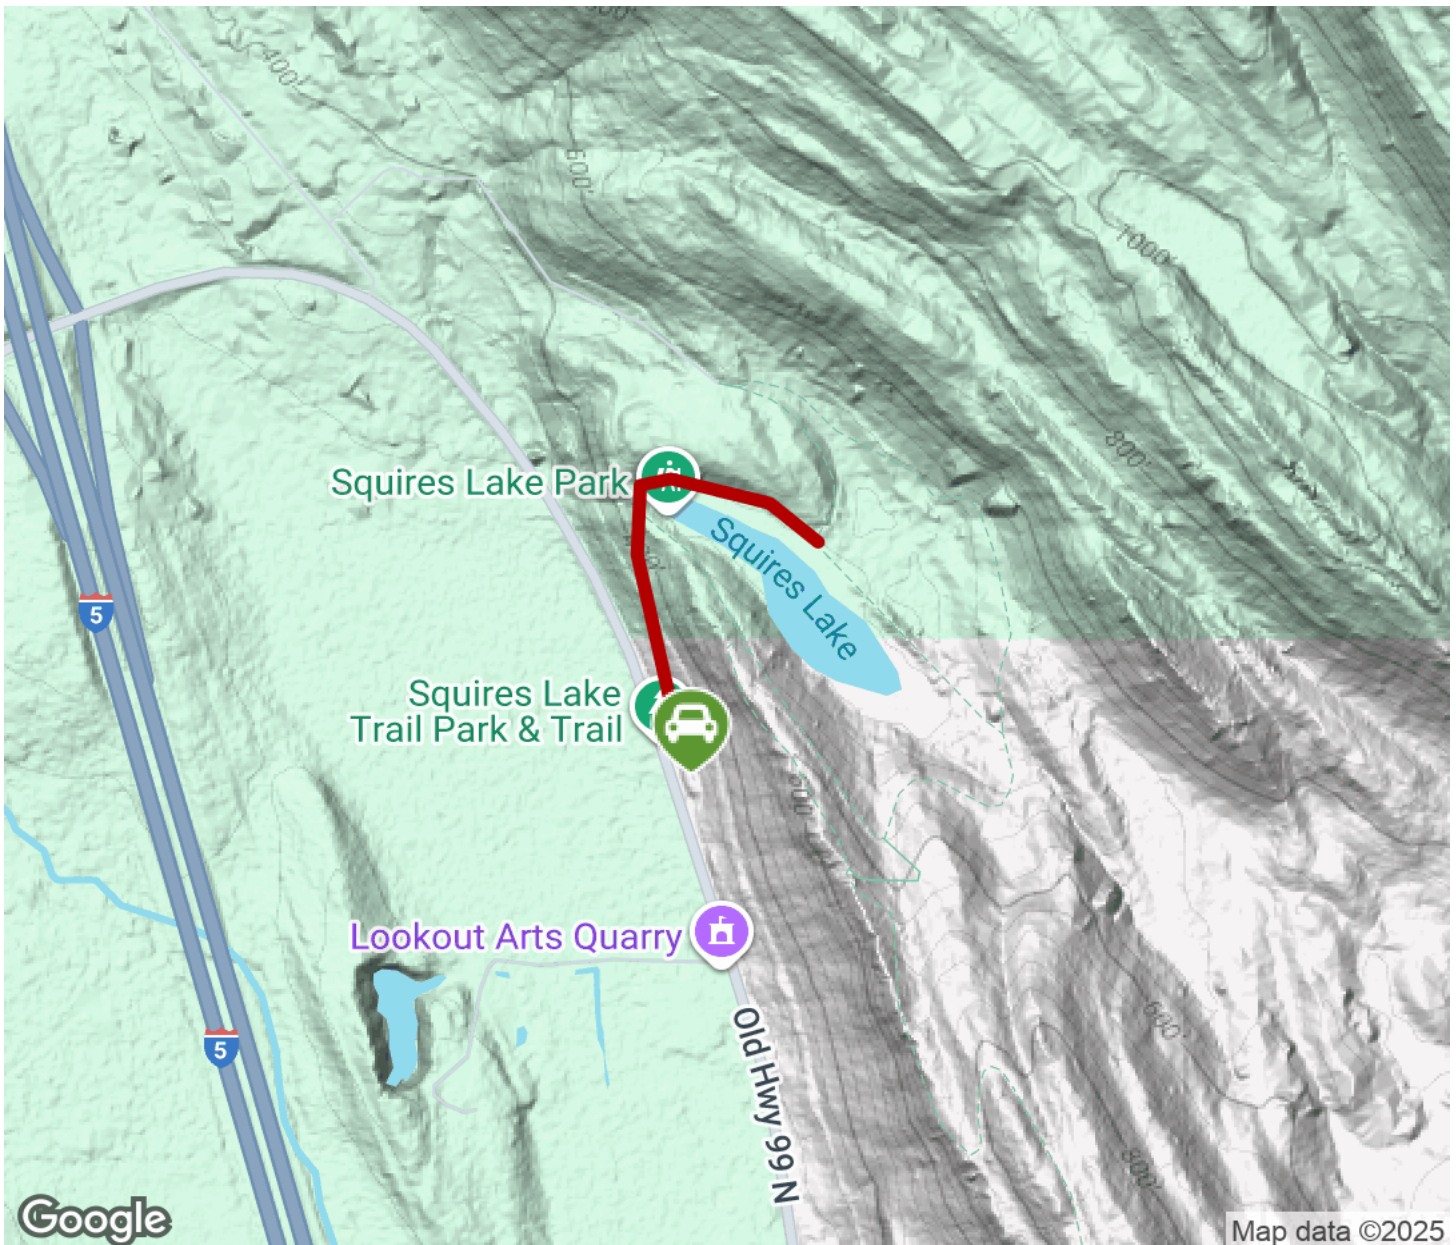 400'
600'
1000'
800'
Squires Lake Park
Squires Lake
5
Squires Lake
Trail Park & Trail
Lookout Arts Quarry
600'
5
Old Hwy 99 N
800'
Google
Map data ©2025